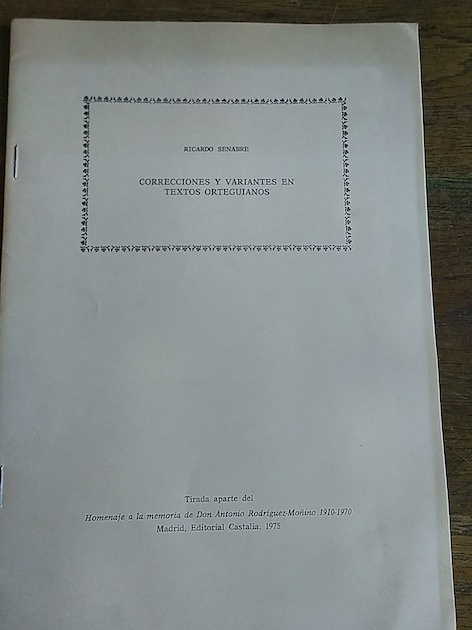 RICARDO SENABRE
CORRECCIONES Y VARIANTES EN
TEXTOS ORTEGUIANOS
Tirada aparte del
Homenaje a la memoria de Don Antonio Rodríguez-Moñino 1910-1970
Madrid, Editorial Castalia, 1975